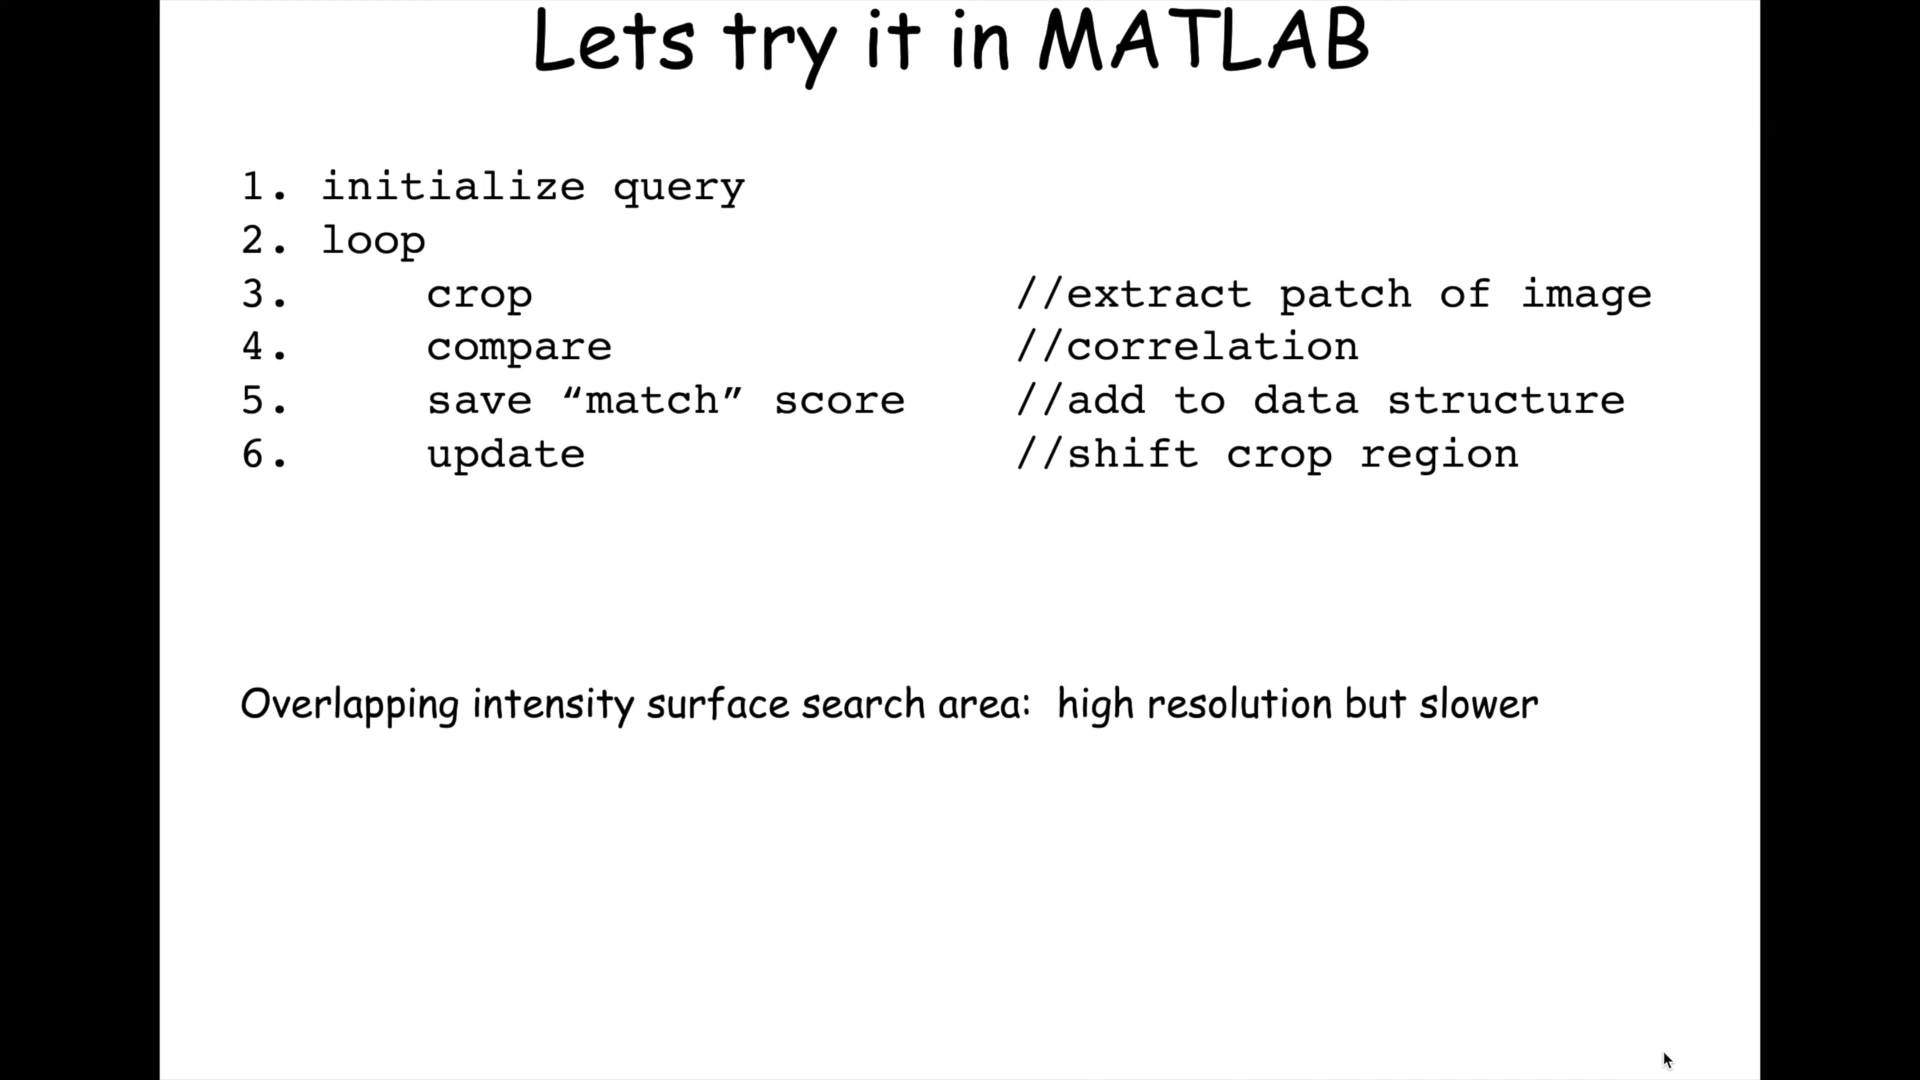 Lets try it in MATLAB
1. initialize query
2. loop
3. crop //extract patch of image
4. compare //correlation
5. save “match” score //add to data structure
6. update //shift crop region
Overlapping intensity surface search area: high resolution but slower